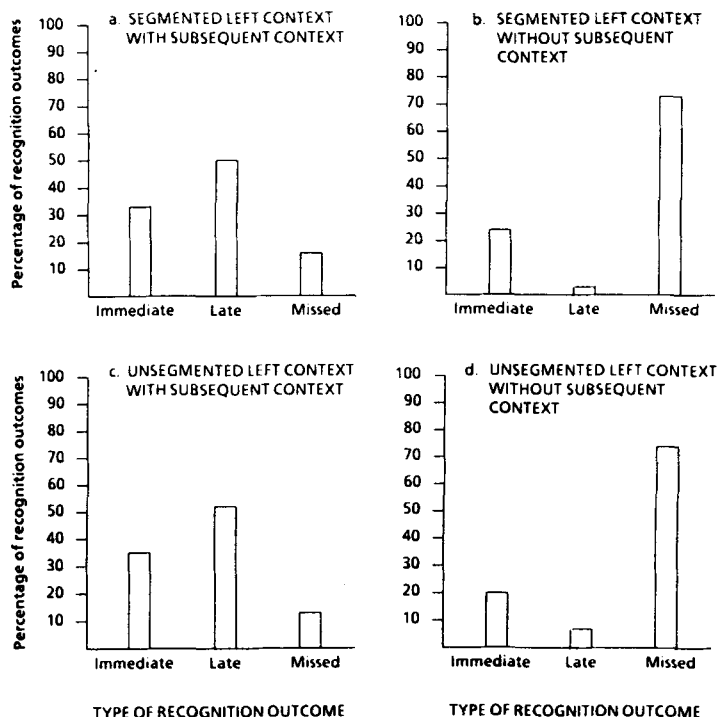 a. SEGMENTED LEFT CONTEXT
WITH SUBSEQUENT CONTEXT
Percentage of recognition outcomes
100
90
80
70
60
50
40
30
20
10
Immediate Late Missed
b. SEGMENTED LEFT CONTEXT
WITHOUT SUBSEQUENT
CONTEXT
100
90
80
70
60
50
40
30
20
10
Immediate Late Missed
c. UNSEGMENTED LEFT CONTEXT
WITH SUBSEQUENT CONTEXT
Percentage of recognition outcomes
100
90
80
70
60
50
40
30
20
10
Immediate Late Missed
TYPE OF RECOGNITION OUTCOME
d. UNSEGMENTED LEFT CONTEXT
WITHOUT SUBSEQUENT
CONTEXT
100
90
80
70
60
50
40
30
20
10
Immediate Late Missed
TYPE OF RECOGNITION OUTCOME